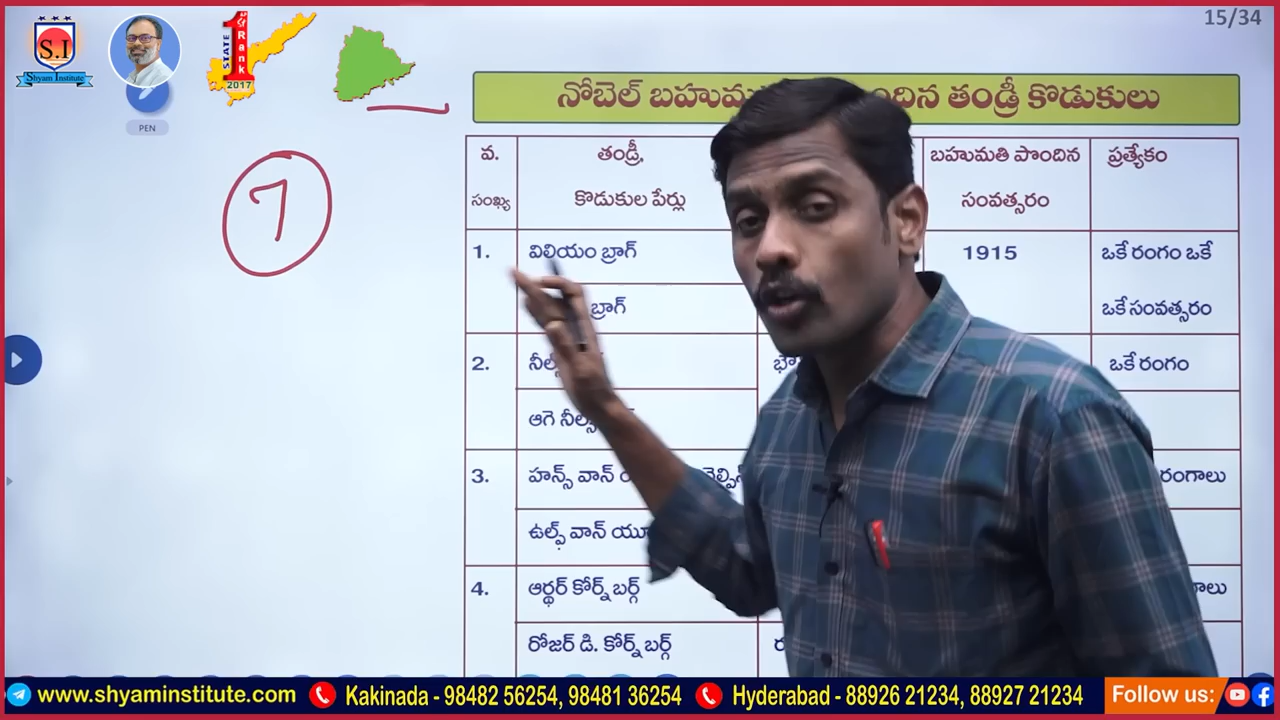 15/34
S.I
Shyam Institute
STATE
1
Rank
2017
PEN
7
నోబెల్ తండ్రీ కొడుకులు
వ.
సంఖ్య
తండ్రీ,
కొడుకుల పేర్లు
బహుమతి పొందిన
సంవత్సరం
ప్రత్యేకం
1. విలియం బ్రాగ్ 1915 ఒకే రంగం ఒకే
బ్రాగ్ ఒకే సంవత్సరం
2. ఒకే రంగం
ఆగె
3. హన్స్ వాన్
ఉల్ఫ్ వాన్
4. ఆర్థర్ కోర్న్ బర్గ్
రోజర్ డి. కోర్న్ బర్గ్
www.shyaminstitute.com Kakinada - 98482 56254, 98481 36254 Hyderabad - 88926 21234, 88927 21234 Follow us: